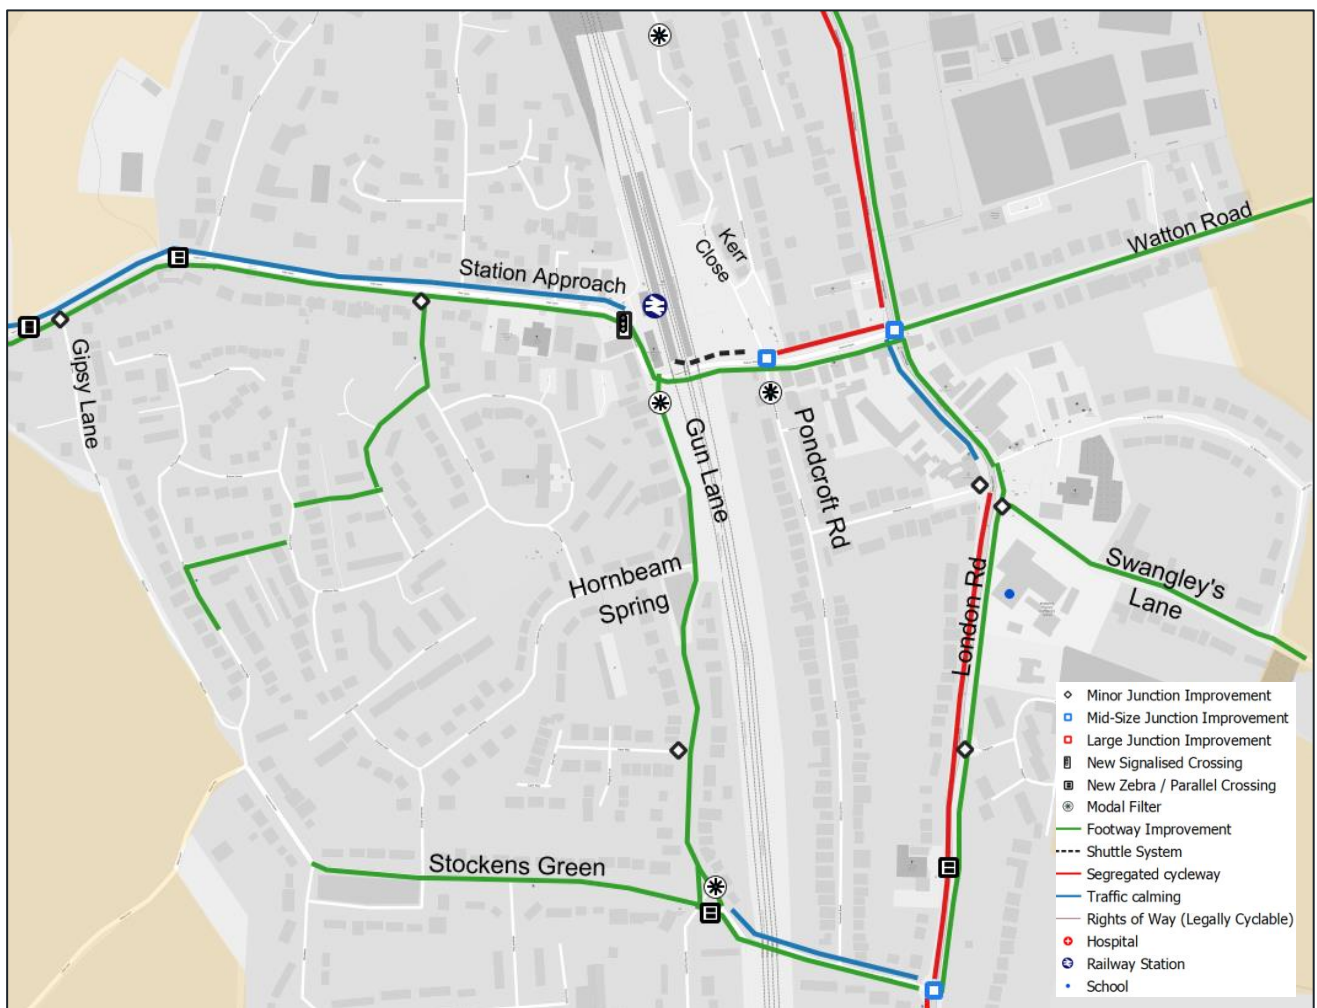 Station Approach
Kerr
Close
Watton Road
Gipsy Lane
Gun Lane
Pondcroft Rd
Hornbeam
Spring
London Rd
Swangley's
Lane
Stockens Green
Minor Junction Improvement
Mid-Size Junction Improvement
Large Junction Improvement
New Signalised Crossing
New Zebra / Parallel Crossing
Modal Filter
Footway Improvement
Shuttle System
Segregated cycleway
Traffic calming
Rights of Way (Legally Cyclable)
Hospital
Railway Station
School